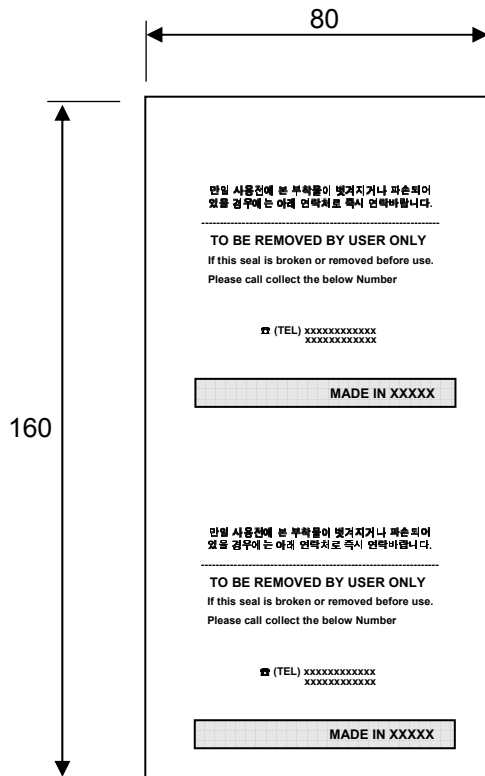 80
160
만일 사용전에 본 부착물이 벗겨지거나 파손되어
있을 경우에는 아래 연락처로 즉시 연락바랍니다.
TO BE REMOVED BY USER ONLY
If this seal is broken or removed before use.
Please call collect the below Number
☎ (TEL) xxxxxxxxxxxx
xxxxxxxxxxxx
MADE IN XXXXX
만일 사용전에 본 부착물이 벗겨지거나 파손되어
있을 경우에는 아래 연락처로 즉시 연락바랍니다.
TO BE REMOVED BY USER ONLY
If this seal is broken or removed before use.
Please call collect the below Number
☎ (TEL) xxxxxxxxxxxx
xxxxxxxxxxxx
MADE IN XXXXX